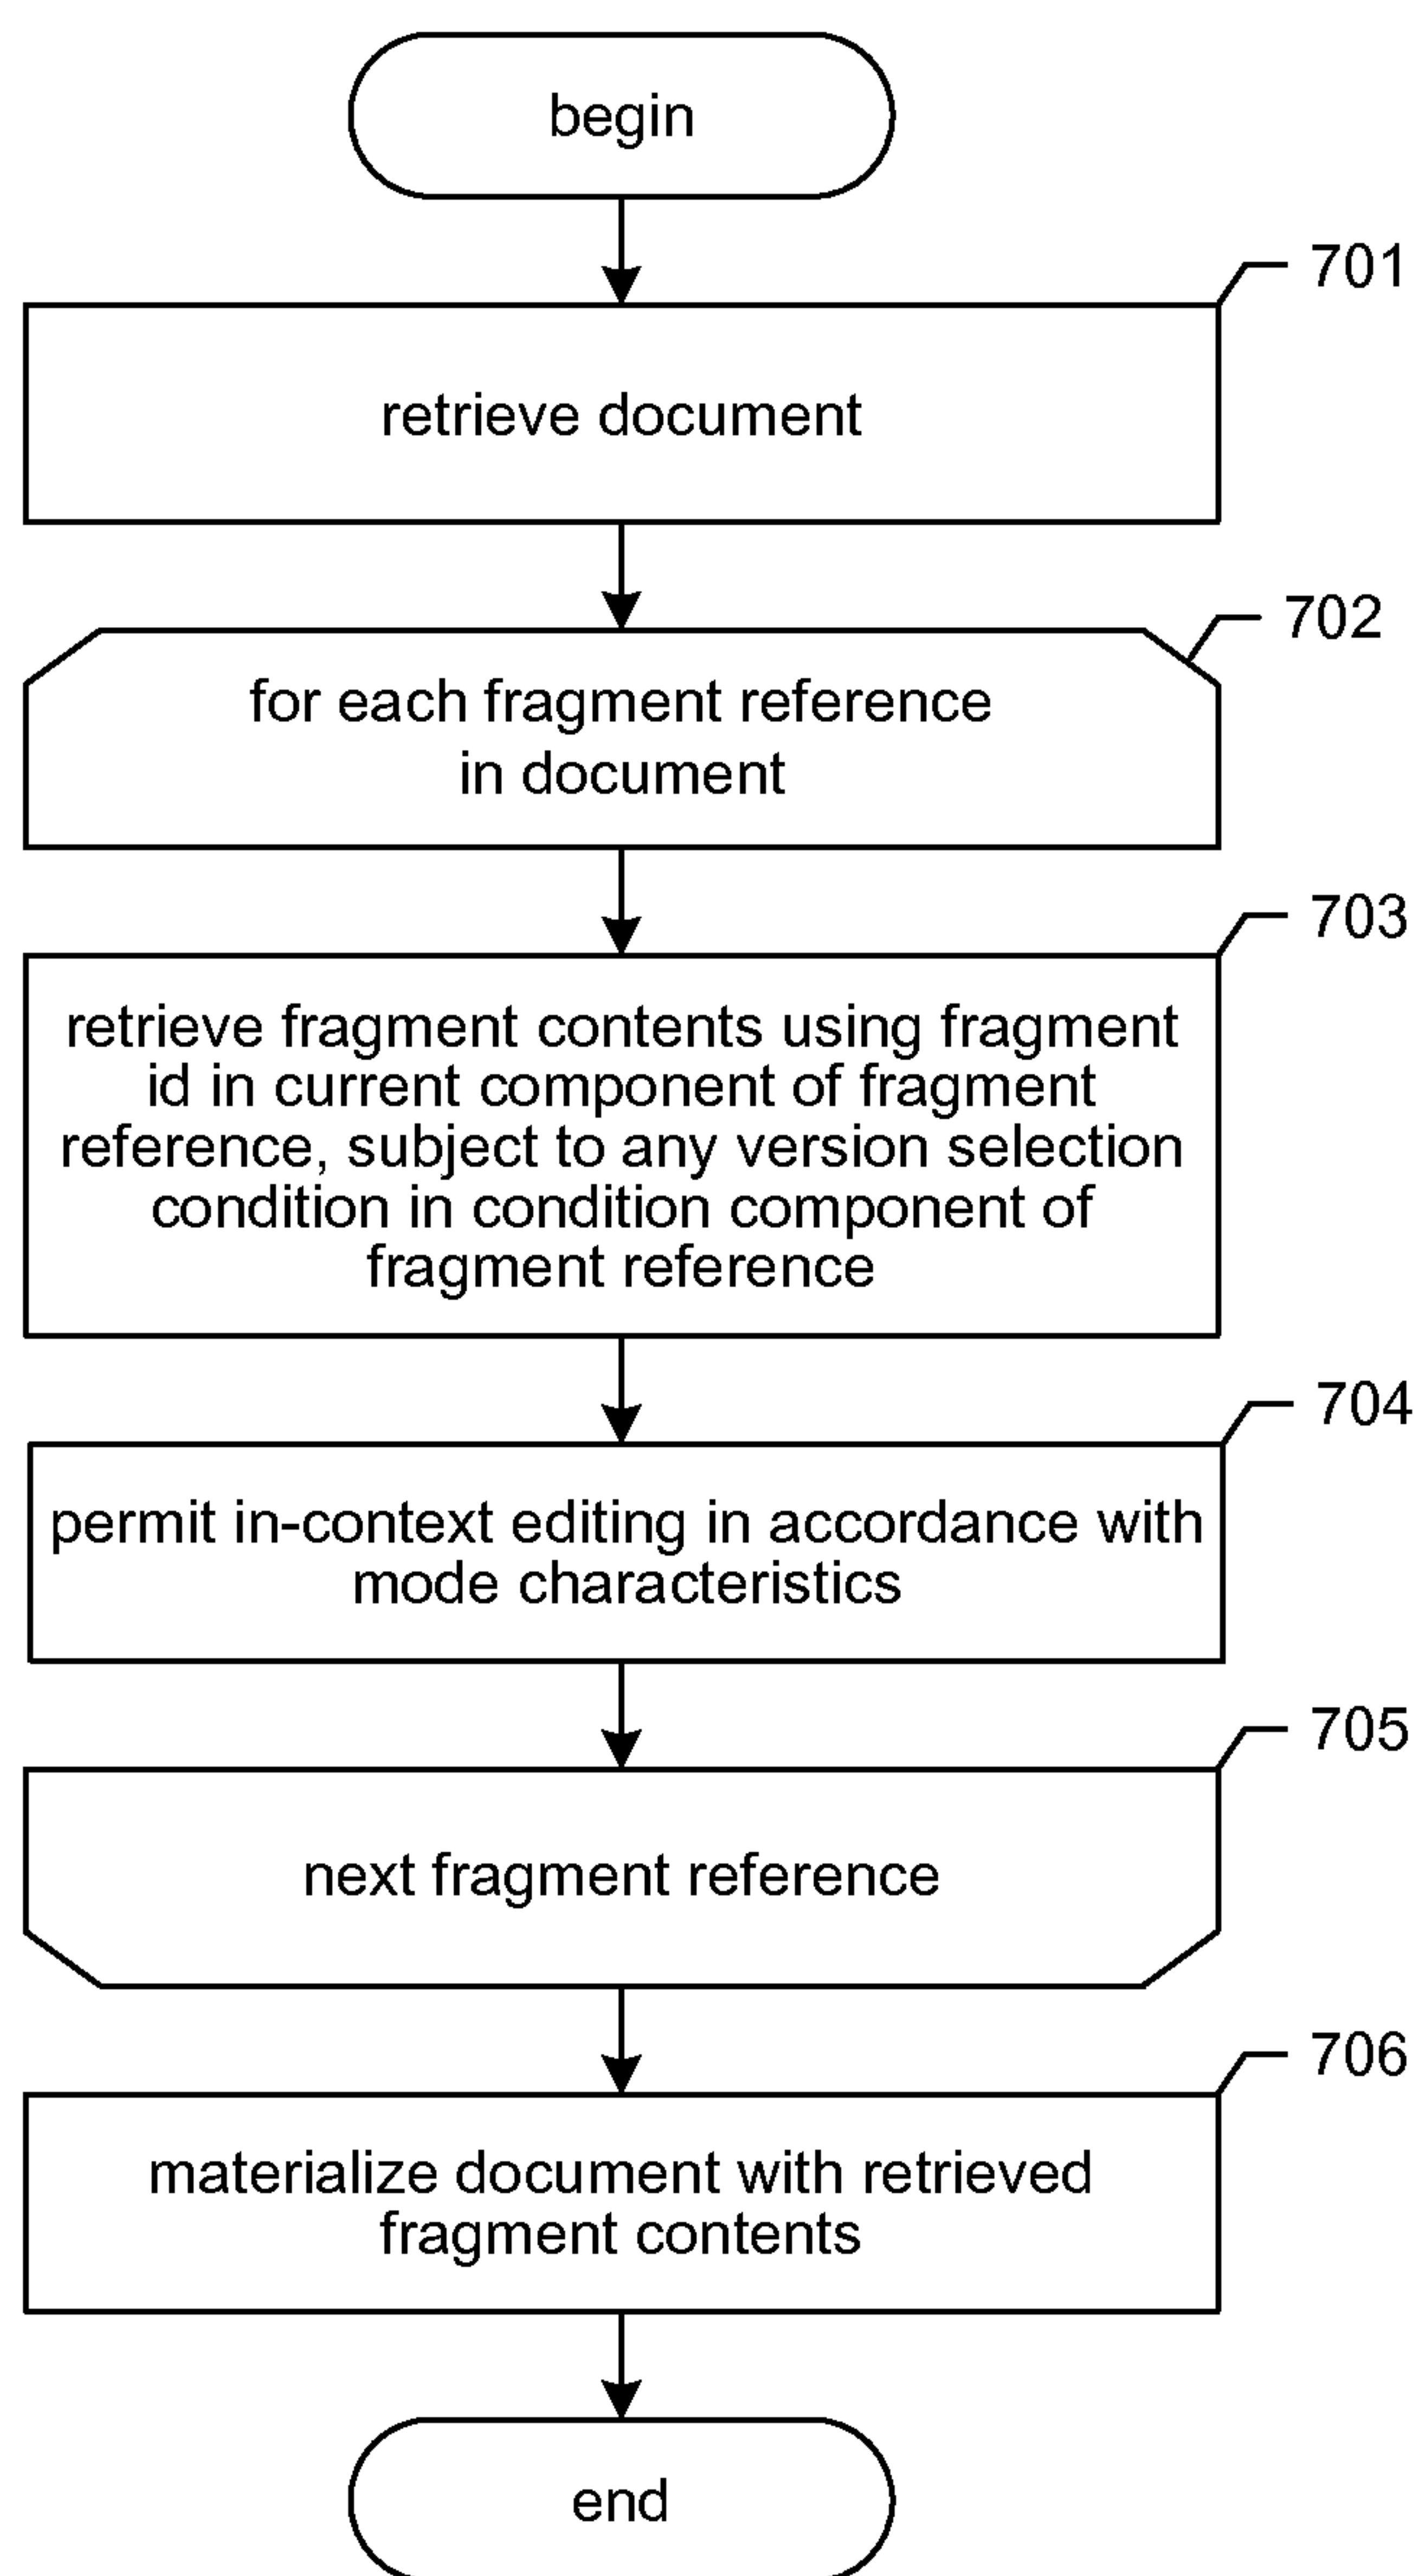 begin
701
retrieve document
702
for each fragment reference
in document
703
retrieve fragment contents using fragment
id in current component of fragment
reference, subject to any version selection
condition in condition component of
fragment reference
704
permit in-context editing in accordance with
mode characteristics
705
next fragment reference
706
materialize document with retrieved
fragment contents
end